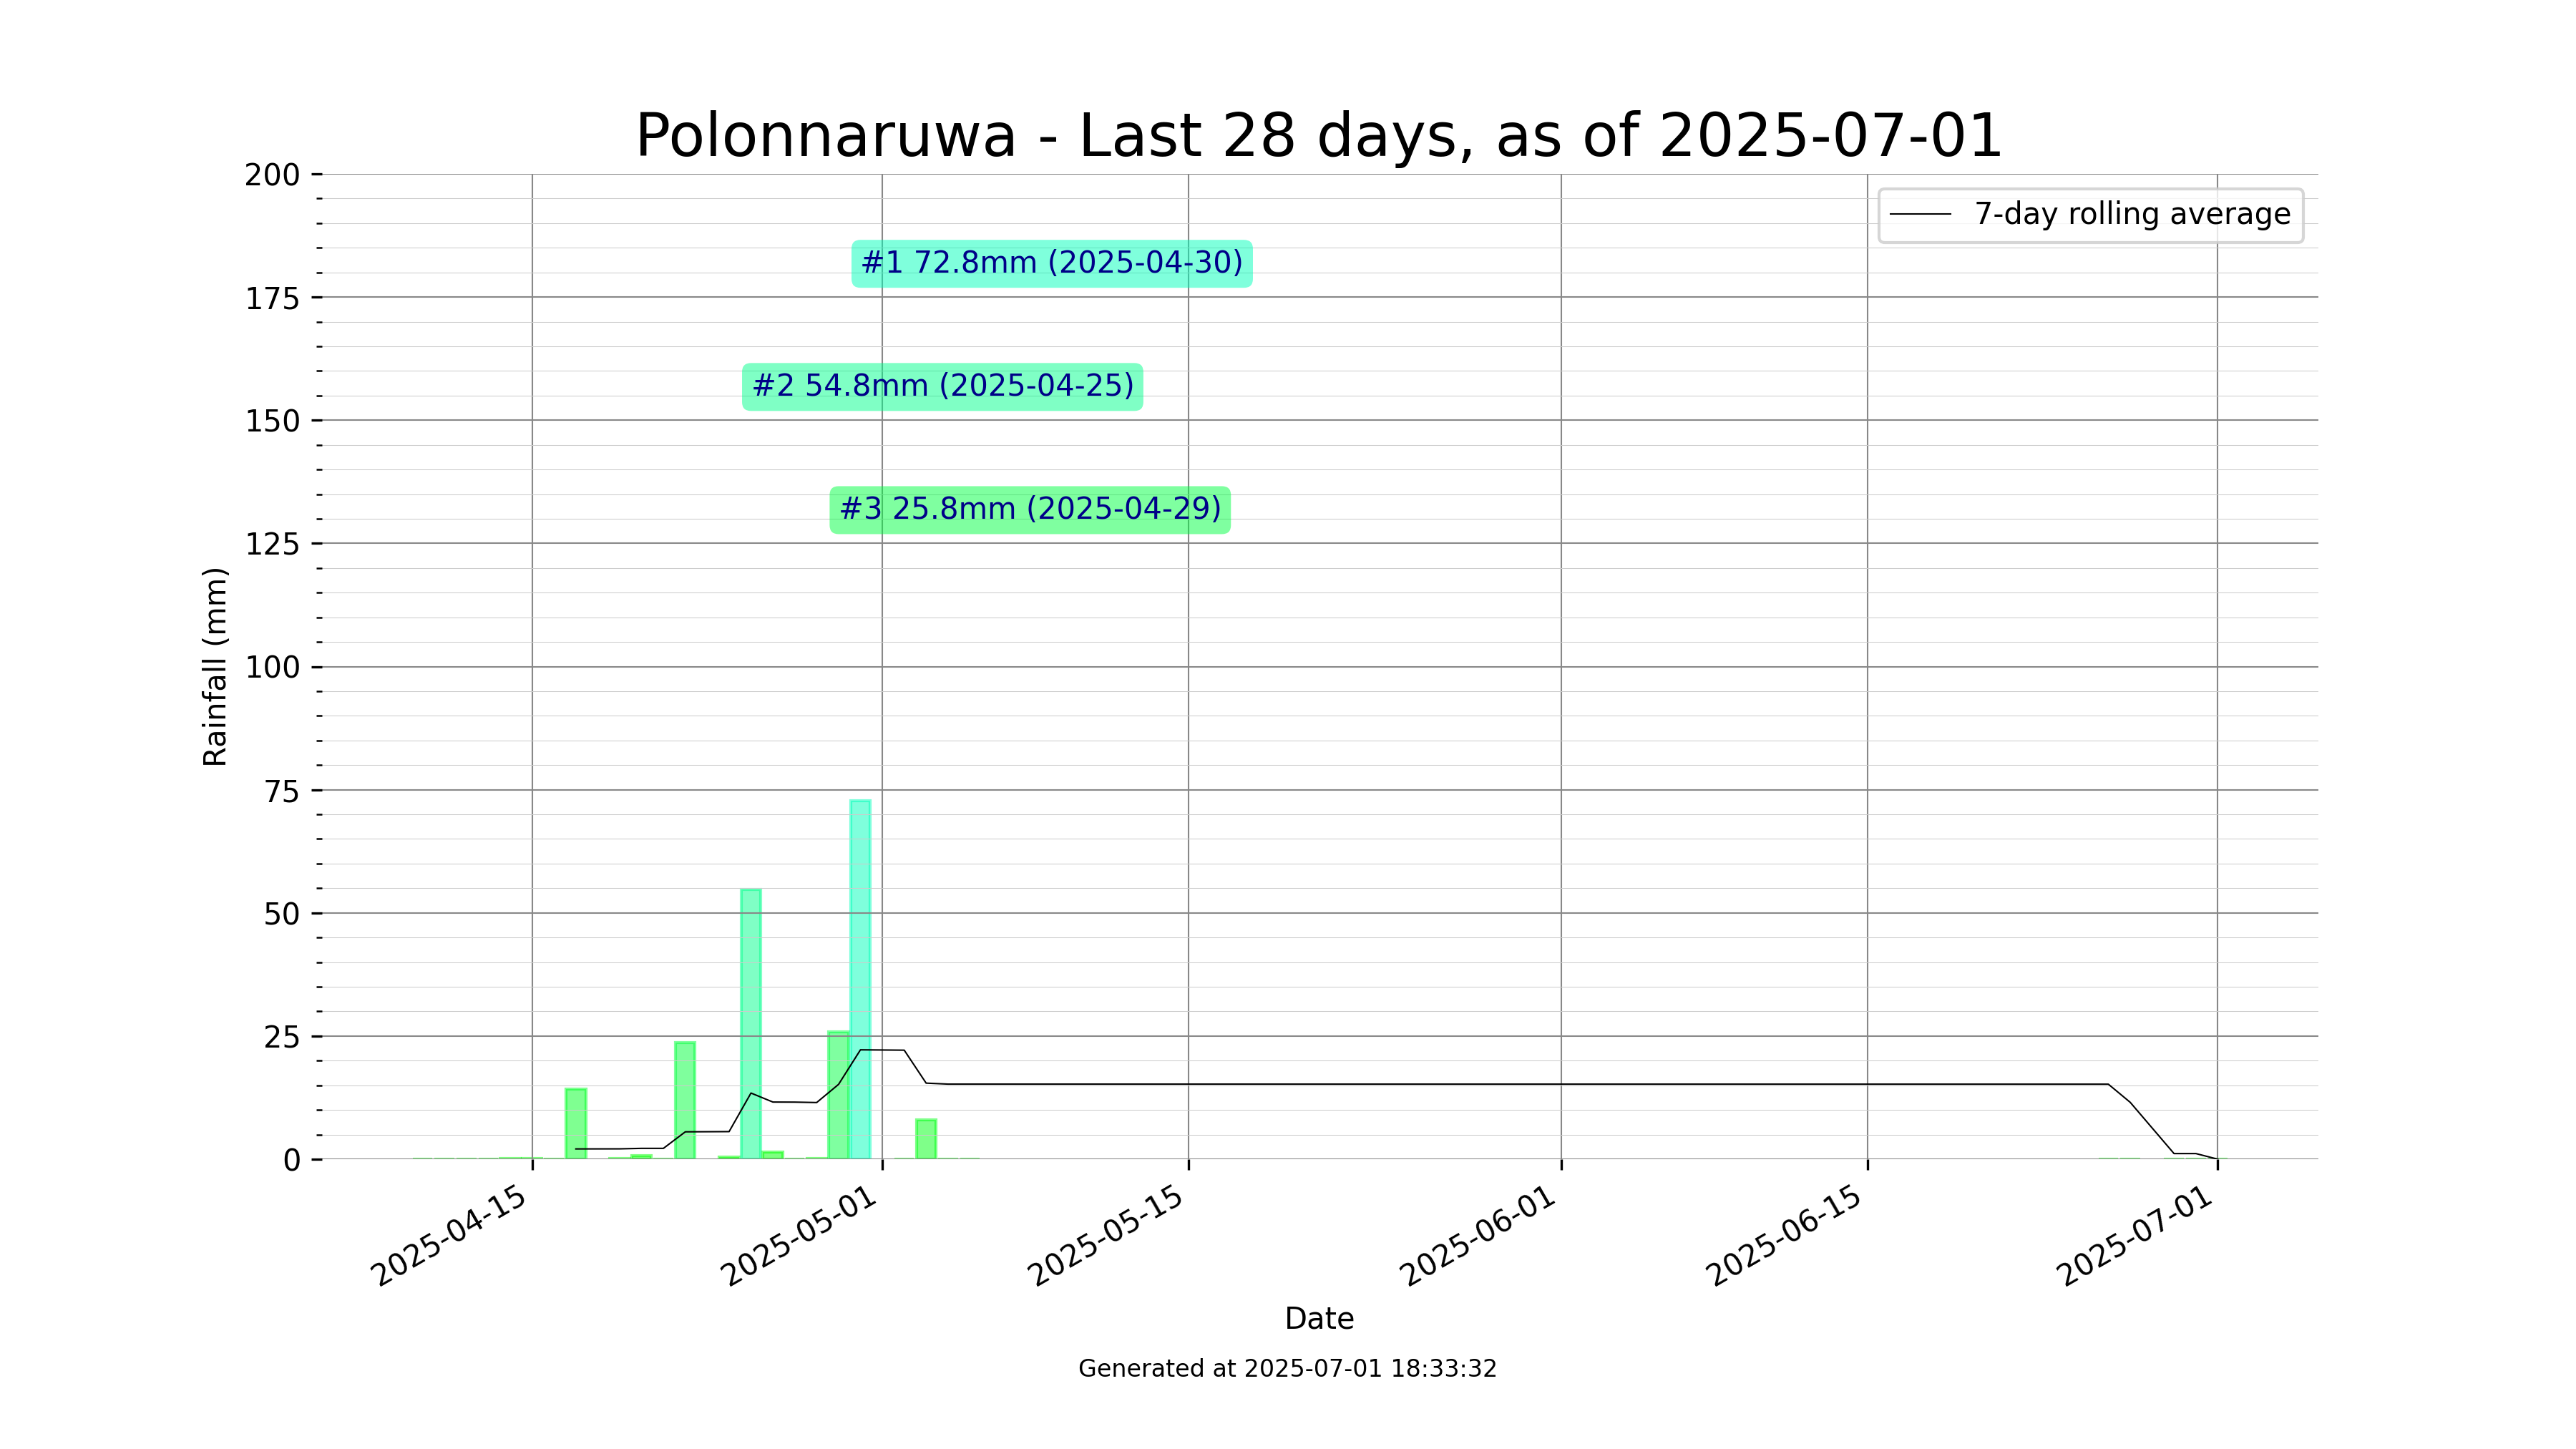 Polonnaruwa - Last 28 days, as of 2025-07-01
200
175
150
125
100
75
50
25
0
Rainfall (mm)
7-day rolling average
#1 72.8mm (2025-04-30)
#2 54.8mm (2025-04-25)
#3 25.8mm (2025-04-29)
2025-04-15
2025-05-01
2025-05-15
2025-06-01
2025-06-15
2025-07-01
Date
Generated at 2025-07-01 18:33:32